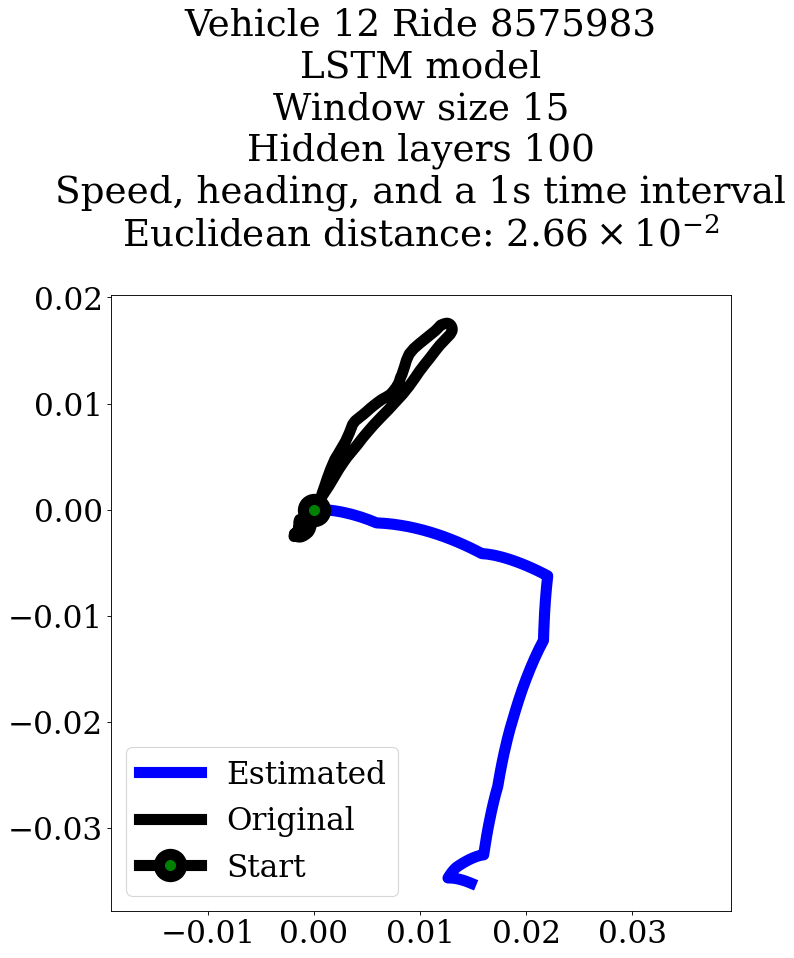 Vehicle 12 Ride 8575983
LSTM model
Window size 15
Hidden layers 100
Speed, heading, and a 1s time interval
Euclidean distance: 2.66 × 10⁻²
0.02
0.01
0.00
−0.01
−0.02
−0.03
Estimated
Original
Start
−0.01 0.00 0.01 0.02 0.03